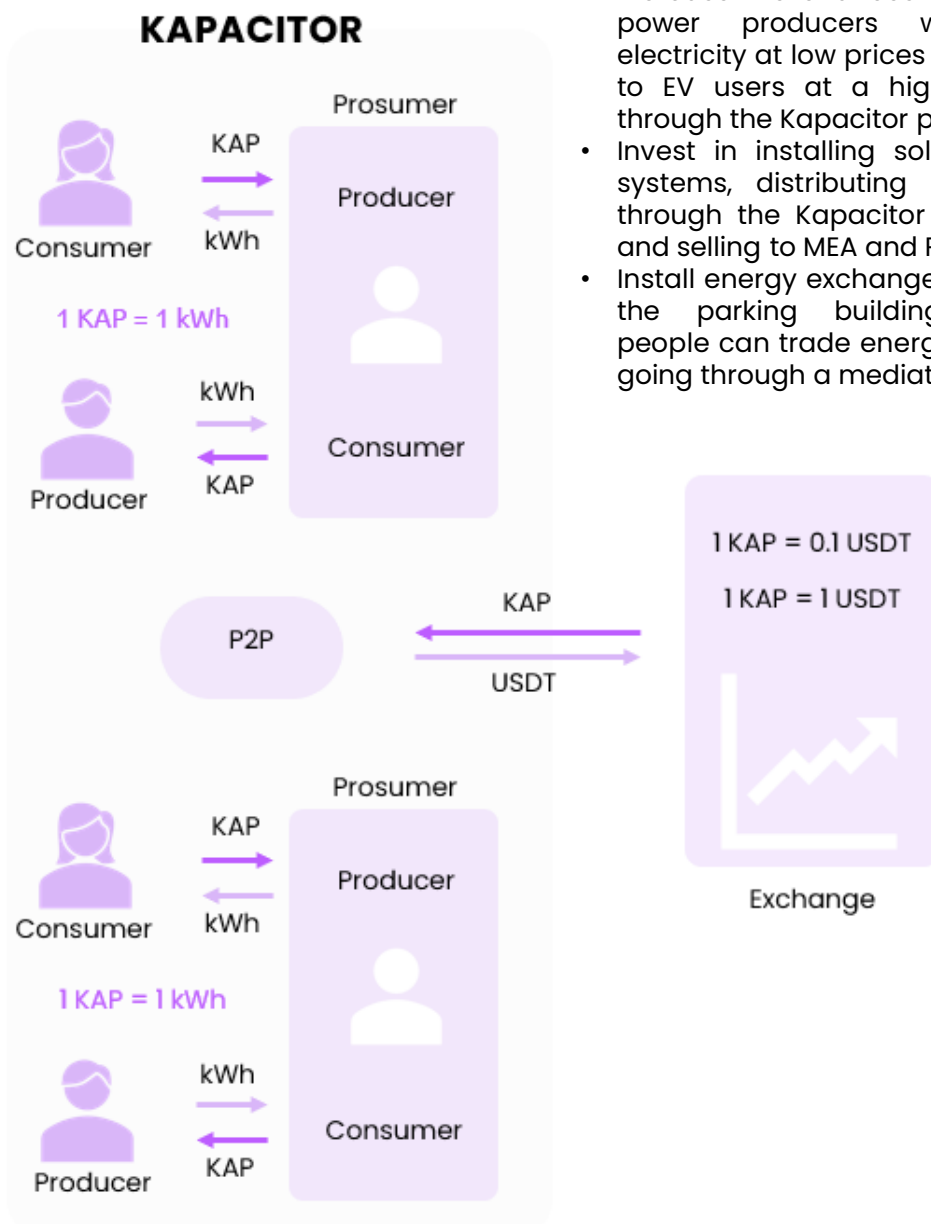 KAPACITOR
Prosumer
KAP
Producer
kWh
Consumer
1 KAP = 1 kWh
kWh
Consumer
KAP
Producer
P2P
KAP
USDT
Prosumer
KAP
Producer
kWh
Consumer
1 KAP = 1 kWh
kWh
Consumer
KAP
Producer
power producers
electricity at low prices
to EV users at a
through the Kapacitor
• Invest in installing
systems, distributing
through the Kapacitor
and selling to MEA and
• Install energy exchange
the parking building
people can trade
going through a
1 KAP = 0.1 USDT
1 KAP = 1 USDT
Exchange